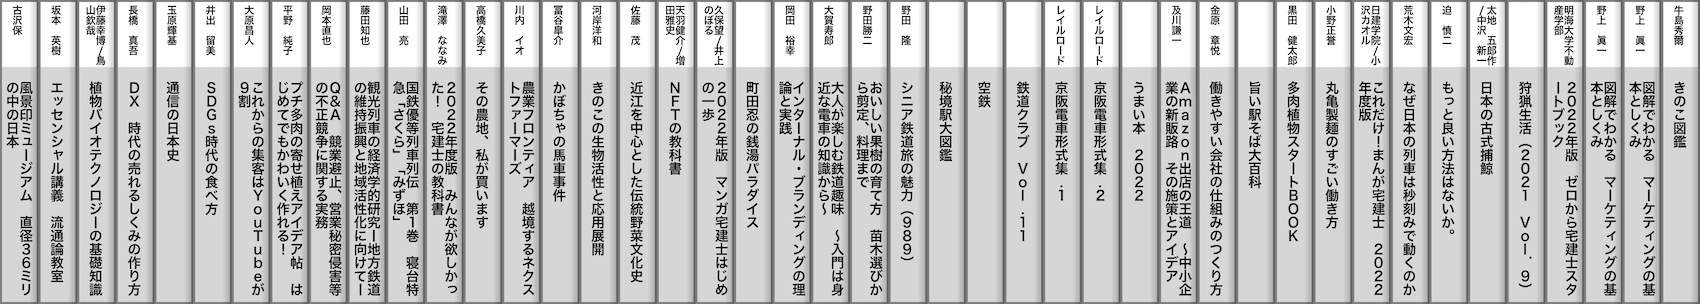 牛島秀爾
きのこ図鑑
野上 眞一
図解でわかる マーケティングの基
本としくみ
野上 眞一
図解でわかる マーケティングの基
本としくみ
明海大学不動
産学部
2022年版 ゼロから宅建士スタ
ートブック
狩猟生活(2021 Vol.9)
太地 五郎作
/中沢 新一
日本の古式捕鯨
迫 慎二
もっと良い方法はないか。
荒木文宏
なぜ日本の列車は秒刻みで動くのか
日建学院/小
沢カオル
これだけ!まんが宅建士 2022
年度版
小野正誉
丸亀製麺のすごい働き方
黒田 健太郎
多肉植物スタートBOOK
旨い駅そば大百科
金原 章悦
働きやすい会社の仕組みのつくり方
及川謙一
Amazon出店の王道 ~中小企
業の新販路 その施策とアイデア
うまい本 2022
レイルロード
京阪電車形式集.2
レイルロード
京阪電車形式集.1
鉄道クラブ Vol.11
空鉄
秘境駅大図鑑
野田 隆
シニア鉄道旅の魅力(989)
野田勝二
おいしい果樹の育て方 苗木選びか
ら剪定、料理まで
大賀寿郎
大人が楽しむ鉄道趣味 ~入門は身
近な電車の知識から~
岡田 裕幸
インターナル・ブランディングの理
論と実践
町田忍の銭湯パラダイス
久保望/井上
のぼる
2022年版 マンガ宅建士はじめ
の一歩
天羽健介/増
田雅史
NFTの教科書
佐藤 茂
近江を中心とした伝統野菜文化史
河岸洋和
きのこの生物活性と応用展開
冨谷皐介
かぼちゃの馬車事件
川内 イオ
農業フロンティア 越境するネクス
トファーマーズ
高橋久美子
その農地、私が買います
滝澤 ななみ
2022年度版 みんなが欲しかっ
た! 宅建士の教科書
山田 亮
国鉄優等列車列伝 第1巻 寝台特
急「さくら」「みずほ」
藤田知也
観光列車の経済学的研究ー地方鉄道
の維持振興と地域活性化に向けてー
岡本直也
Q&A 競業避止、営業秘密侵害等
の不正競争に関する実務
平野 純子
プチ多肉の寄せ植えアイデア帖 は
じめてでもかわいく作れる!
大原昌人
これからの集客はYouTubeが
9割
井出 留美
SDGs時代の食べ方
玉原輝基
通信の日本史
長橋 真吾
DX 時代の売れるしくみの作り方
伊藤幸博/鳥
山欽哉
植物バイオテクノロジーの基礎知識
坂本 英樹
エッセンシャル講義 流通論教室
古沢保
風景印ミュージアム 直径36ミリ
の中の日本